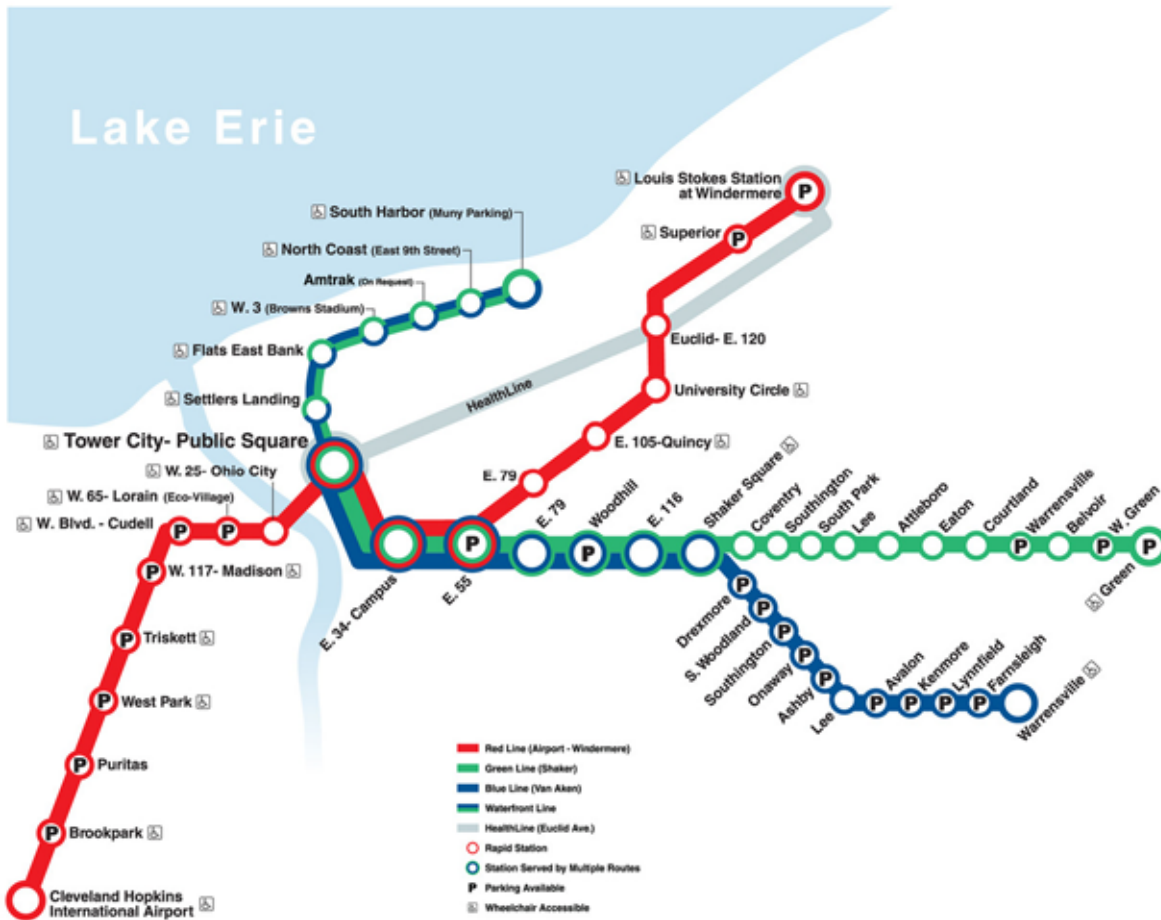 Lake Erie
Louis Stokes Station
at Windermere
P
South Harbor (Muny Parking)
Superior
P
North Coast (East 9th Street)
Amtrak (On Request)
W. 3 (Browns Stadium)
Euclid- E. 120
Flats East Bank
HealthLine
University Circle
Settlers Landing
Tower City- Public Square
E. 105-Quincy
W. 25- Ohio City
E. 79
W. 65- Lorain (Eco-Village)
W. Blvd. - Cudell
P
P
E. 34- Campus
E. 55
P
E. 79
Woodhill
P
E. 116
Shaker Square
Coventry
Southington
South Park
Lee
Attleboro
Eaton
Courtland
Warrensville
P
Belvoir
W. Green
P
Green
P
W. 117- Madison
P
Triskett
P
West Park
P
Puritas
P
Brookpark
P
Cleveland Hopkins
International Airport
Drexmore
P
S. Woodland
P
Southington
P
Onaway
P
Ashby
P
Lee
Avalon
P
Kenmore
P
Lynnfield
P
Farnsleigh
P
Warrensville
Red Line (Airport - Windermere)
Green Line (Shaker)
Blue Line (Van Aken)
Waterfront Line
HealthLine (Euclid Ave.)
Rapid Station
Station Served by Multiple Routes
P Parking Available
Wheelchair Accessible